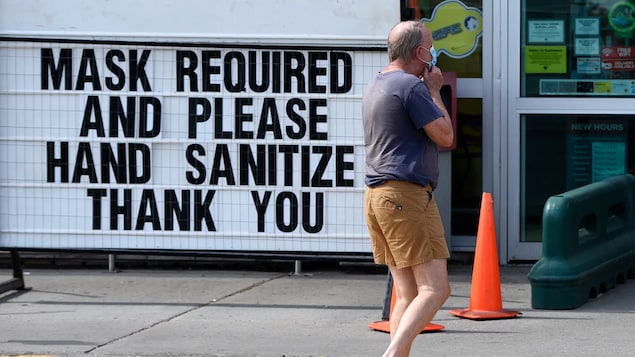 MASK REQUIRED
AND PLEASE
HAND SANITIZE
THANK YOU
NEW HOURS